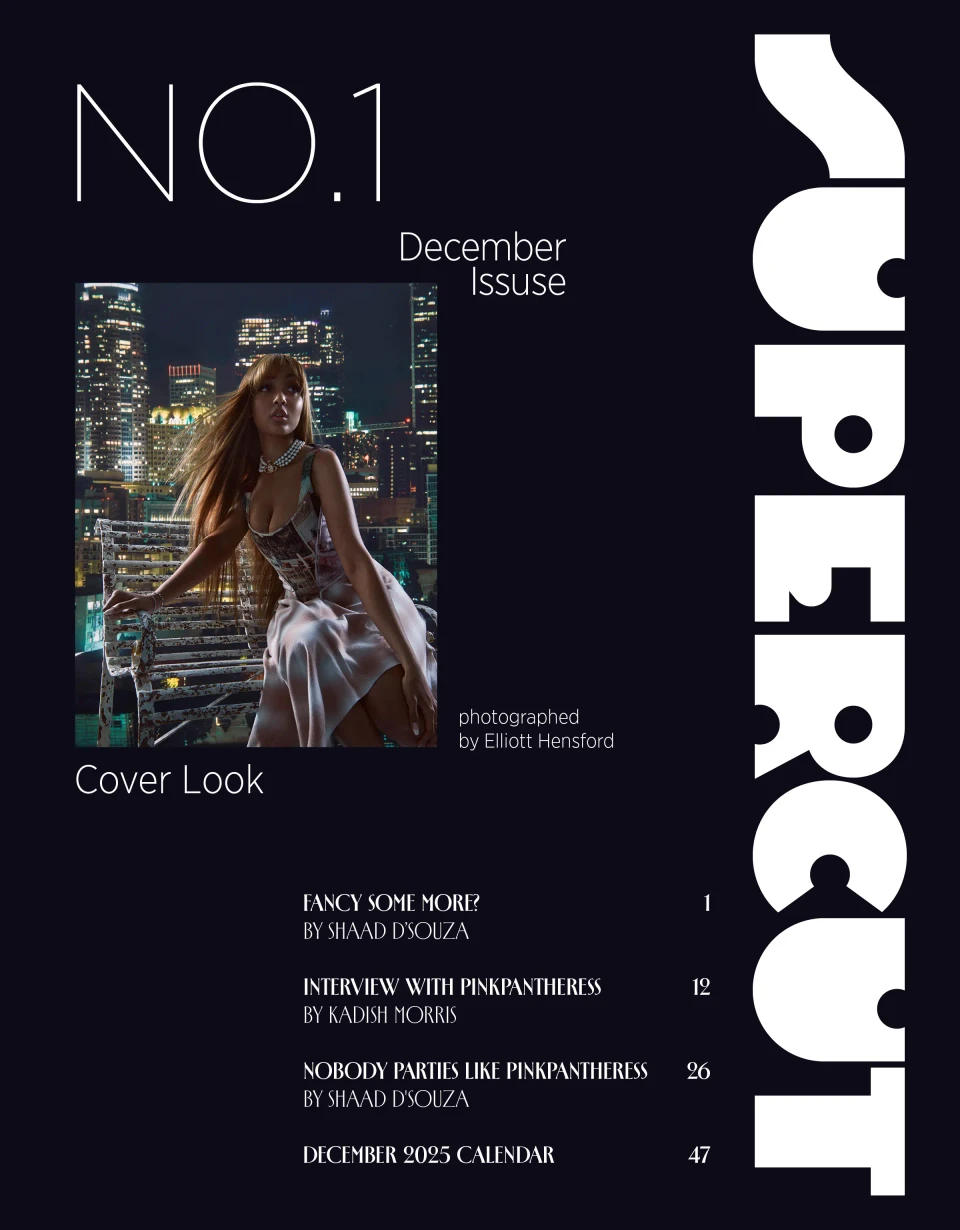 NO.1
December
Issuse
SUPERCUT
photographed
by Elliott Hensford
Cover Look
FANCY SOME MORE? 1
BY SHAAD D'SOUZA
INTERVIEW WITH PINKPANTHERESS 12
BY KADISH MORRIS
NOBODY PARTIES LIKE PINKPANTHERESS 26
BY SHAAD D'SOUZA
DECEMBER 2025 CALENDAR 47